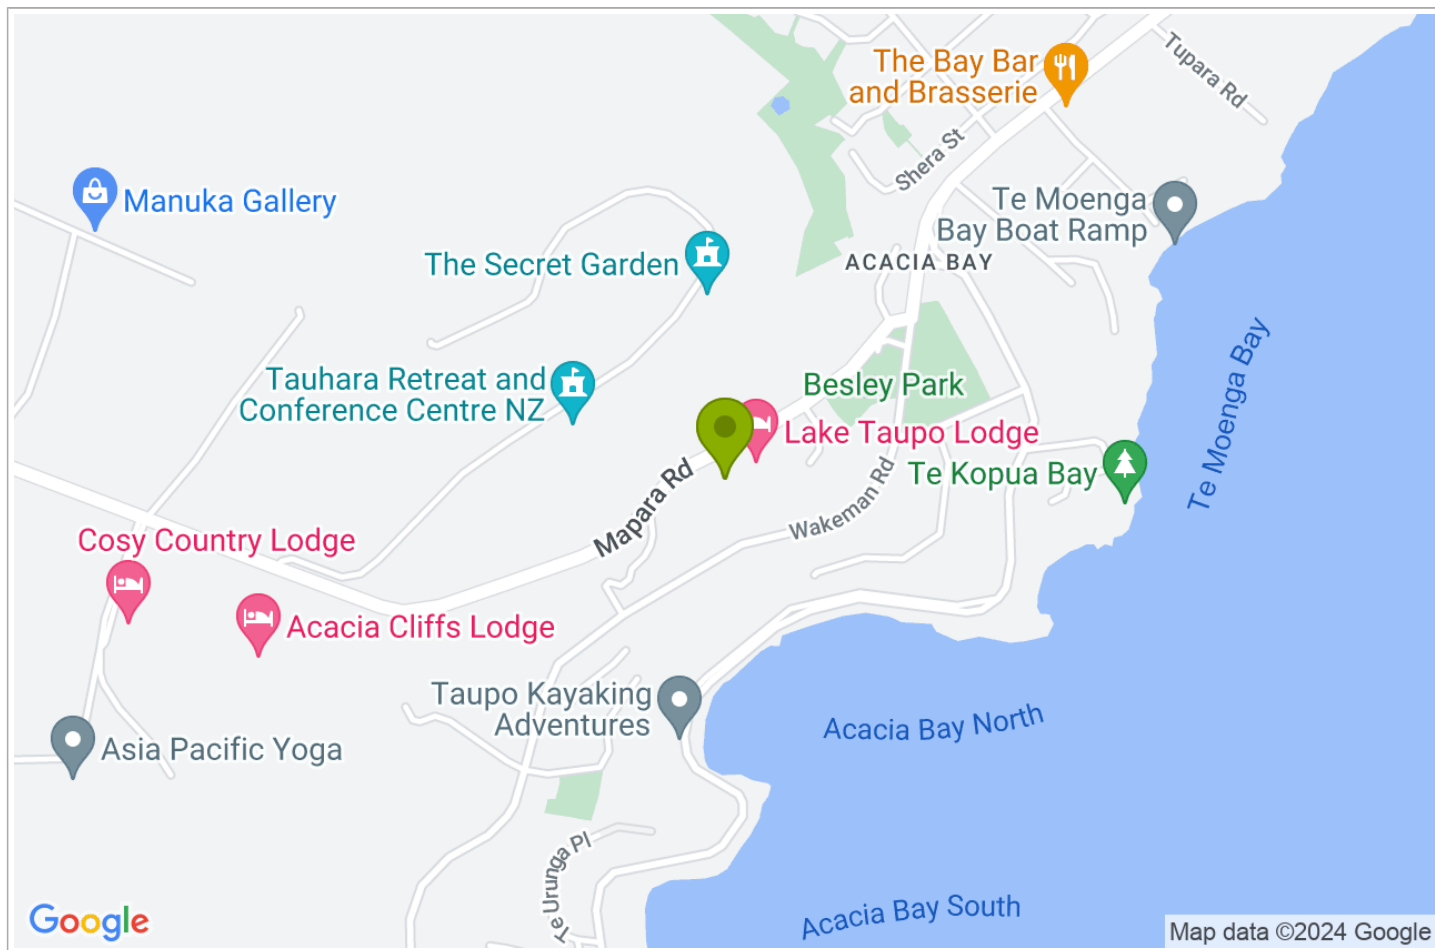 The Bay Bar
and Brasserie
Tupara Rd
Shera St
Manuka Gallery
Te Moenga
Bay Boat Ramp
The Secret Garden
ACACIA BAY
Te Moenga Bay
Tauhara Retreat and
Conference Centre NZ
Besley Park
Lake Taupo Lodge
Te Kopua Bay
Mapara Rd
Wakeman Rd
Cosy Country Lodge
Acacia Cliffs Lodge
Taupo Kayaking
Adventures
Acacia Bay North
Asia Pacific Yoga
Te Urunga Pl
Acacia Bay South
Google
Map data ©2024 Google